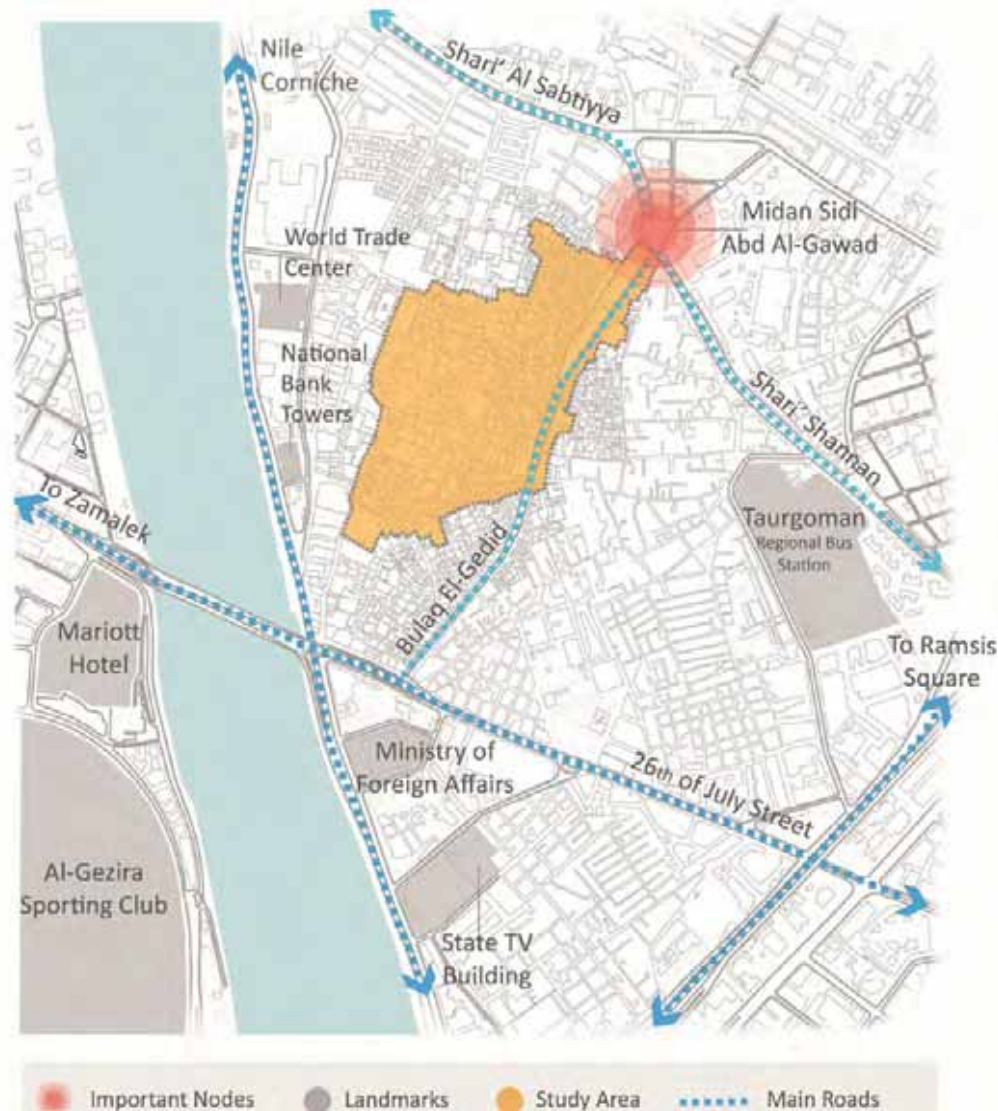 Nile
Corniche
Shari' Al Sabtiyya
Midan Sidi
Abd Al-Gawad
World Trade
Center
National
Bank
Towers
Shari' Shannan
To Zamalek
Taurgoman
Regional Bus
Station
Bulaq El-Gedid
Mariott
Hotel
To Ramsis
Square
Ministry of
Foreign Affairs
26th of July Street
Al-Gezira
Sporting Club
State TV
Building
Important Nodes
Landmarks
Study Area
Main Roads